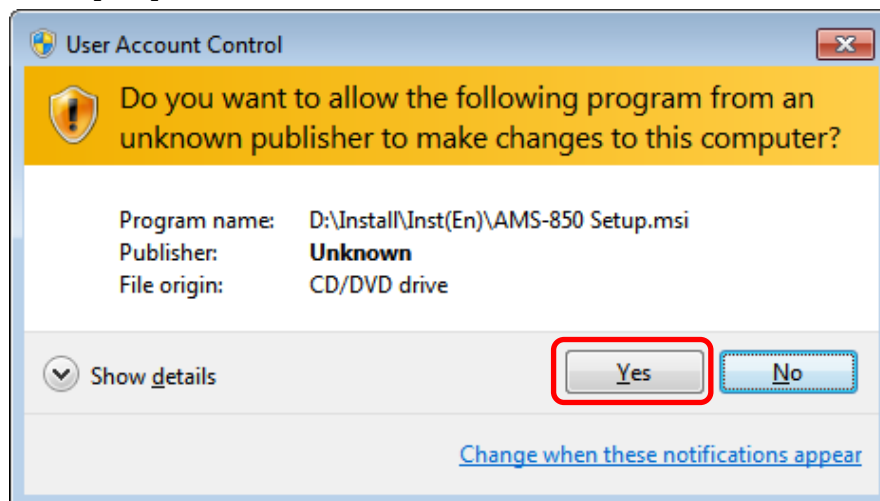 User Account Control
Do you want to allow the following program from an
unknown publisher to make changes to this computer?
Program name: D:\Install\Inst(En)\AMS-850 Setup.msi
Publisher: Unknown
File origin: CD/DVD drive
Show details
Yes
No
Change when these notifications appear